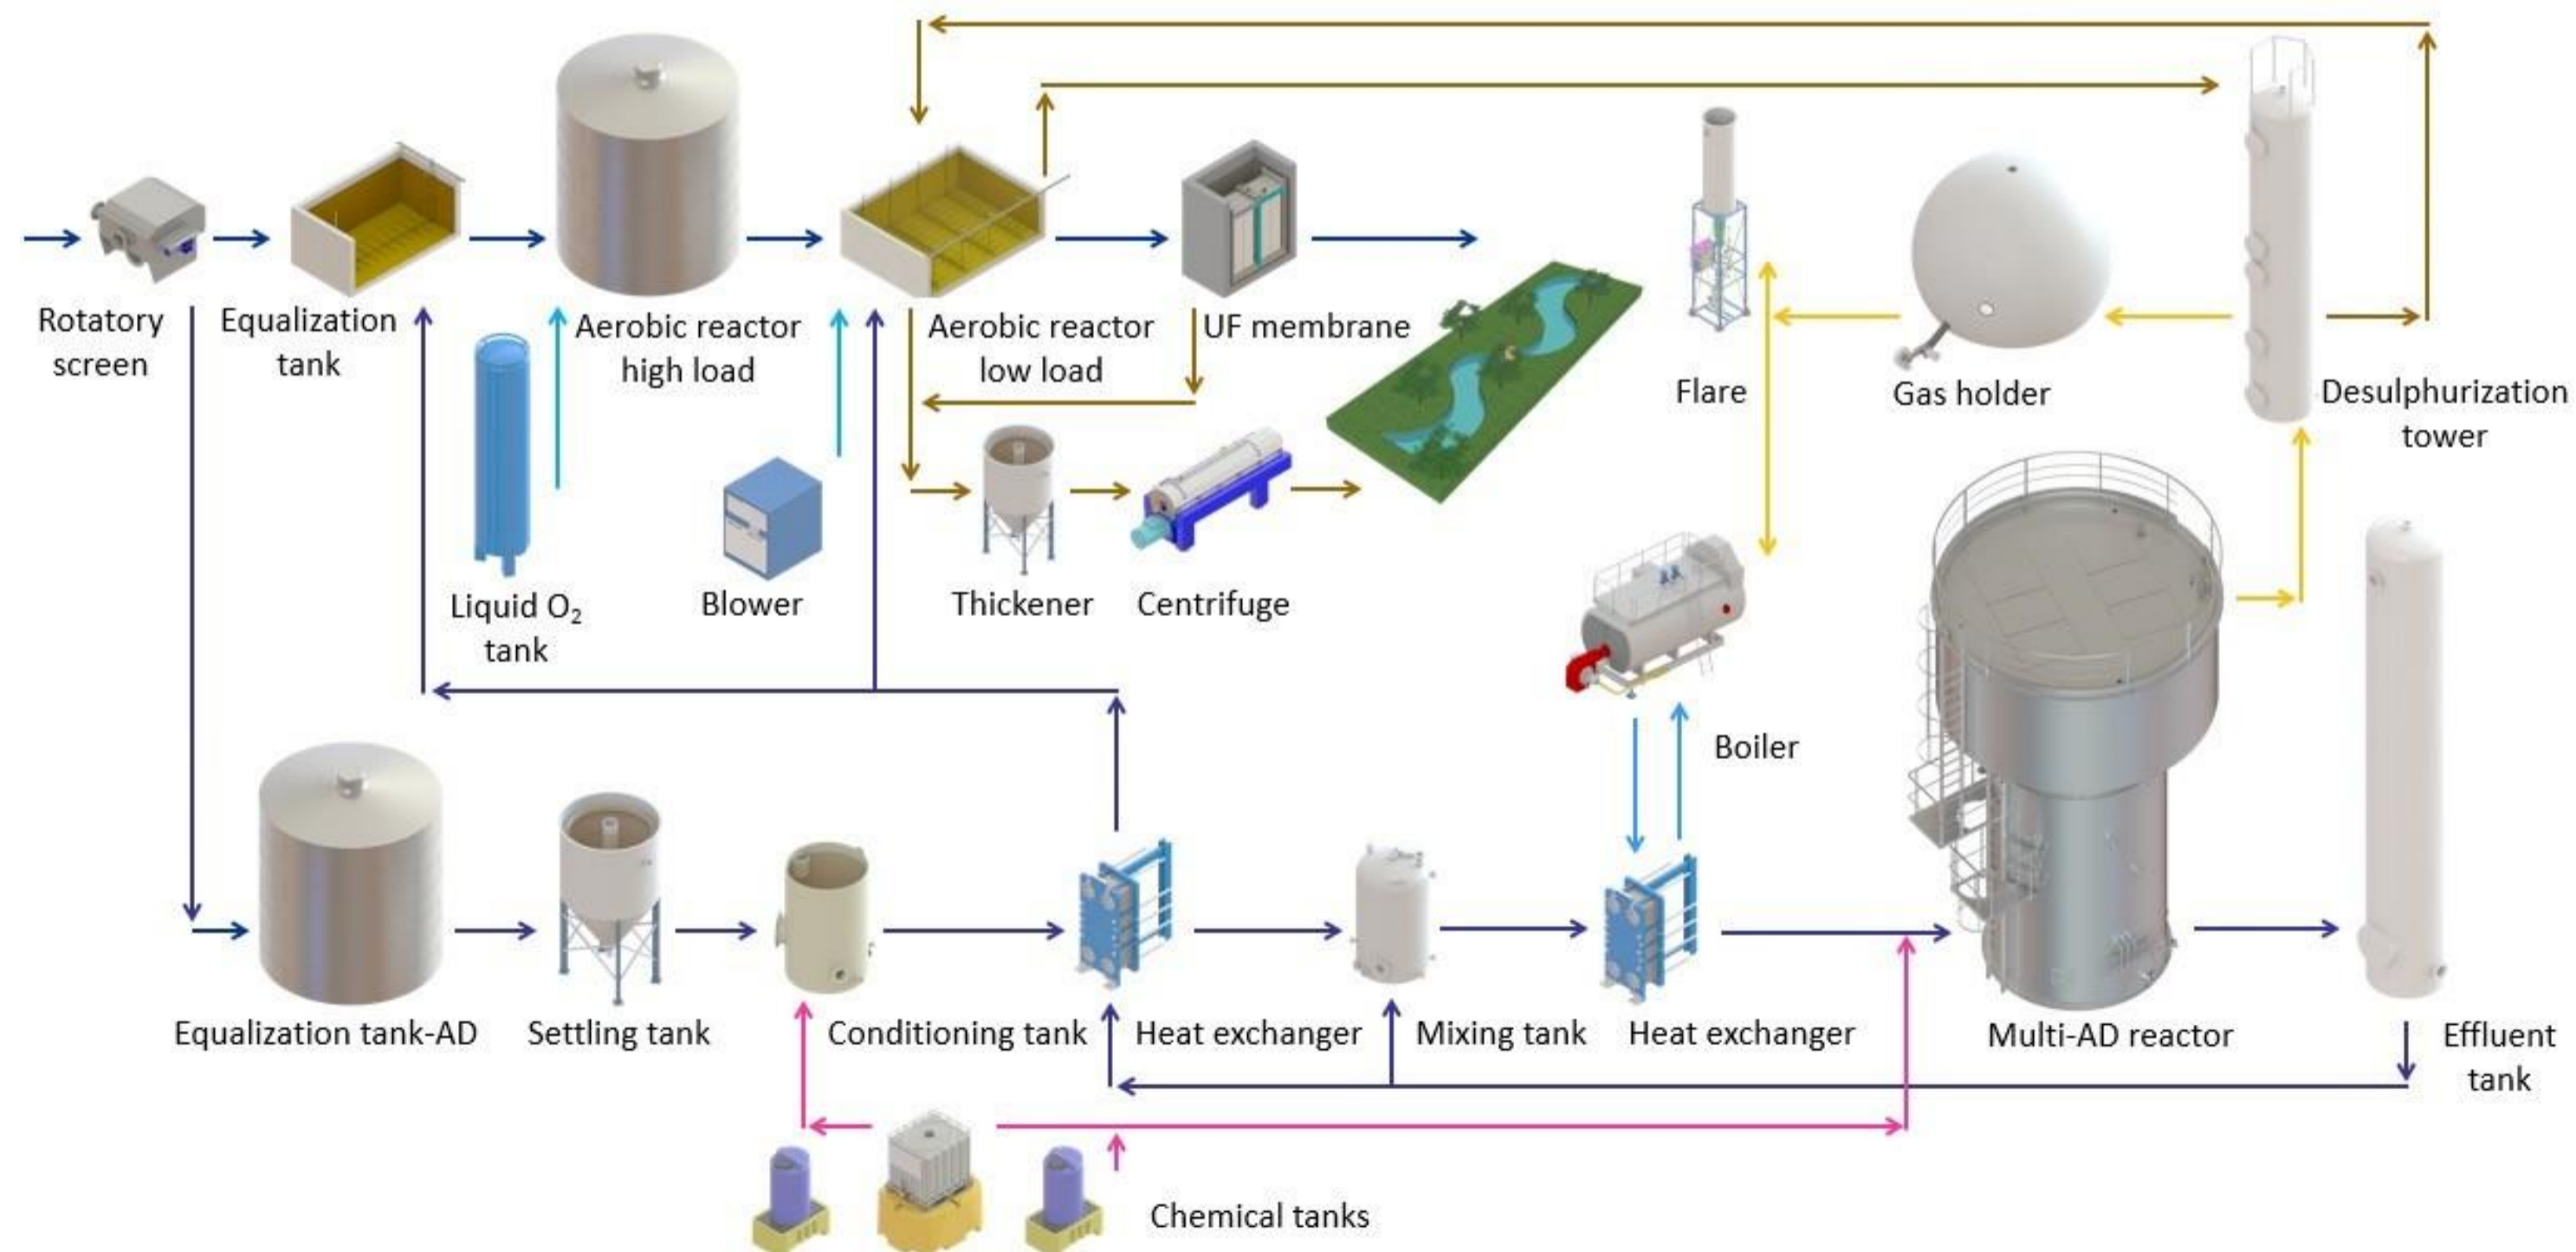 Rotatory
screen
Equalization
tank
Aerobic reactor
high load
Aerobic reactor
low load
UF membrane
Flare
Gas holder
Desulphurization
tower
Liquid O₂
tank
Blower
Thickener
Centrifuge
Boiler
Equalization tank-AD
Settling tank
Conditioning tank
Heat exchanger
Mixing tank
Heat exchanger
Multi-AD reactor
Effluent
tank
Chemical tanks